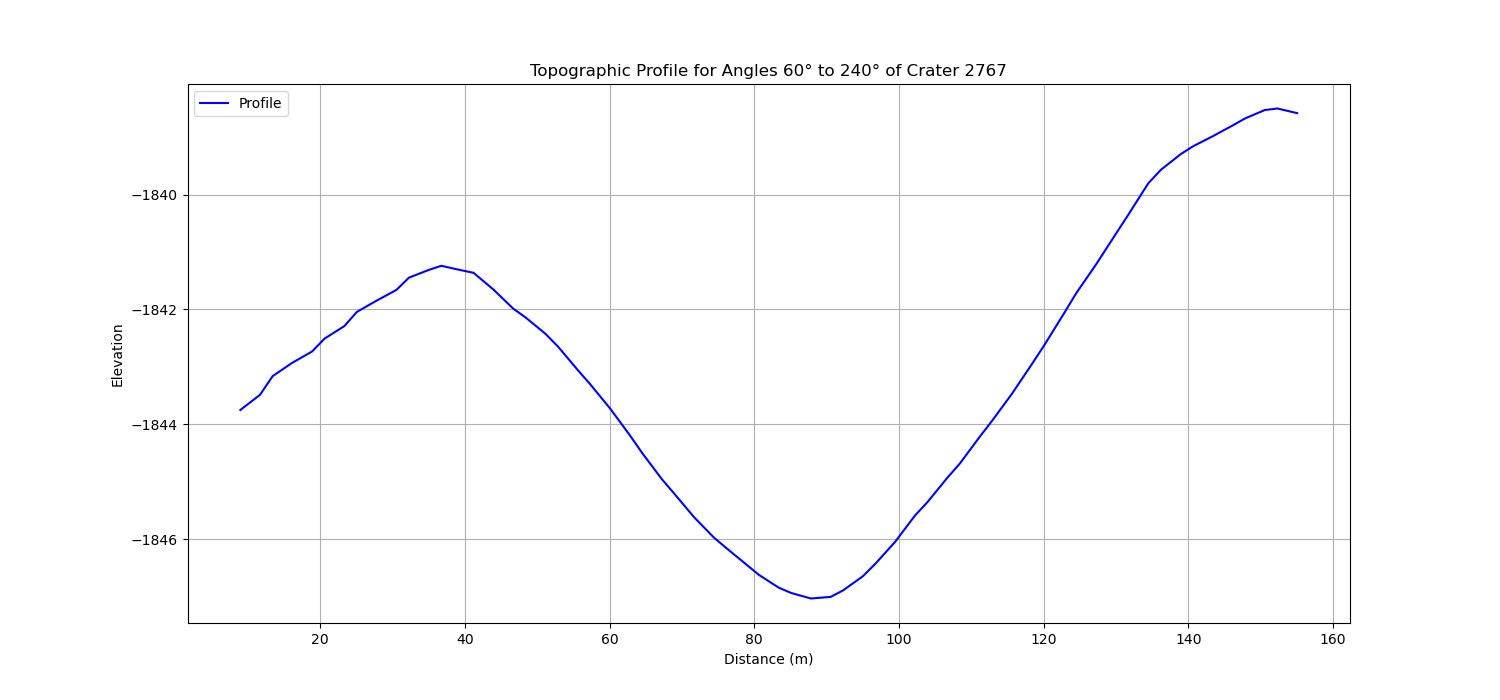 Topographic Profile for Angles 60° to 240° of Crater 2767
Profile
−1840
−1842
−1844
−1846
Elevation
20 40 60 80 100 120 140 160
Distance (m)